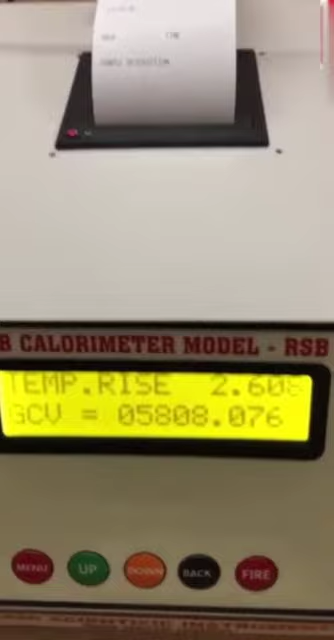 R CALORIMETER MODEL - RSB
TEMP.RISE 2.608
GCV = 05808.076
MENU
UP
DOWN
BACK
FIRE